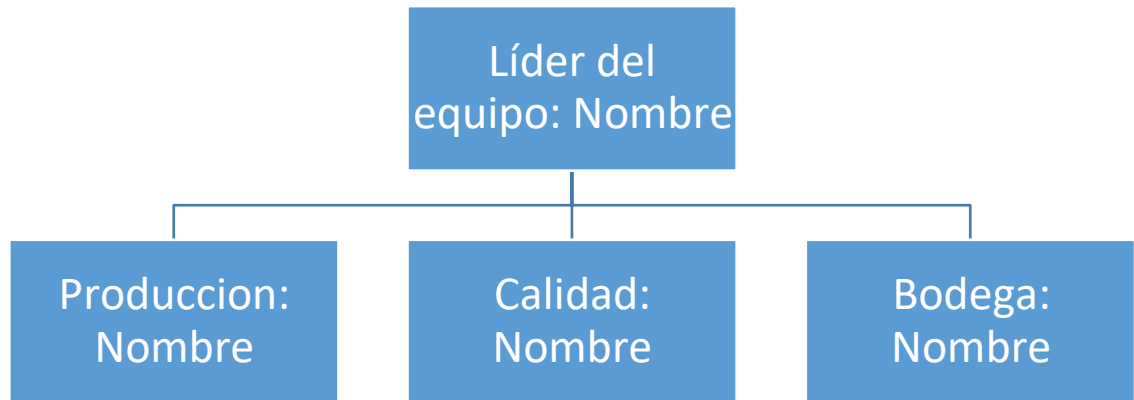 Líder del
equipo: Nombre
Produccion:
Nombre
Calidad:
Nombre
Bodega:
Nombre